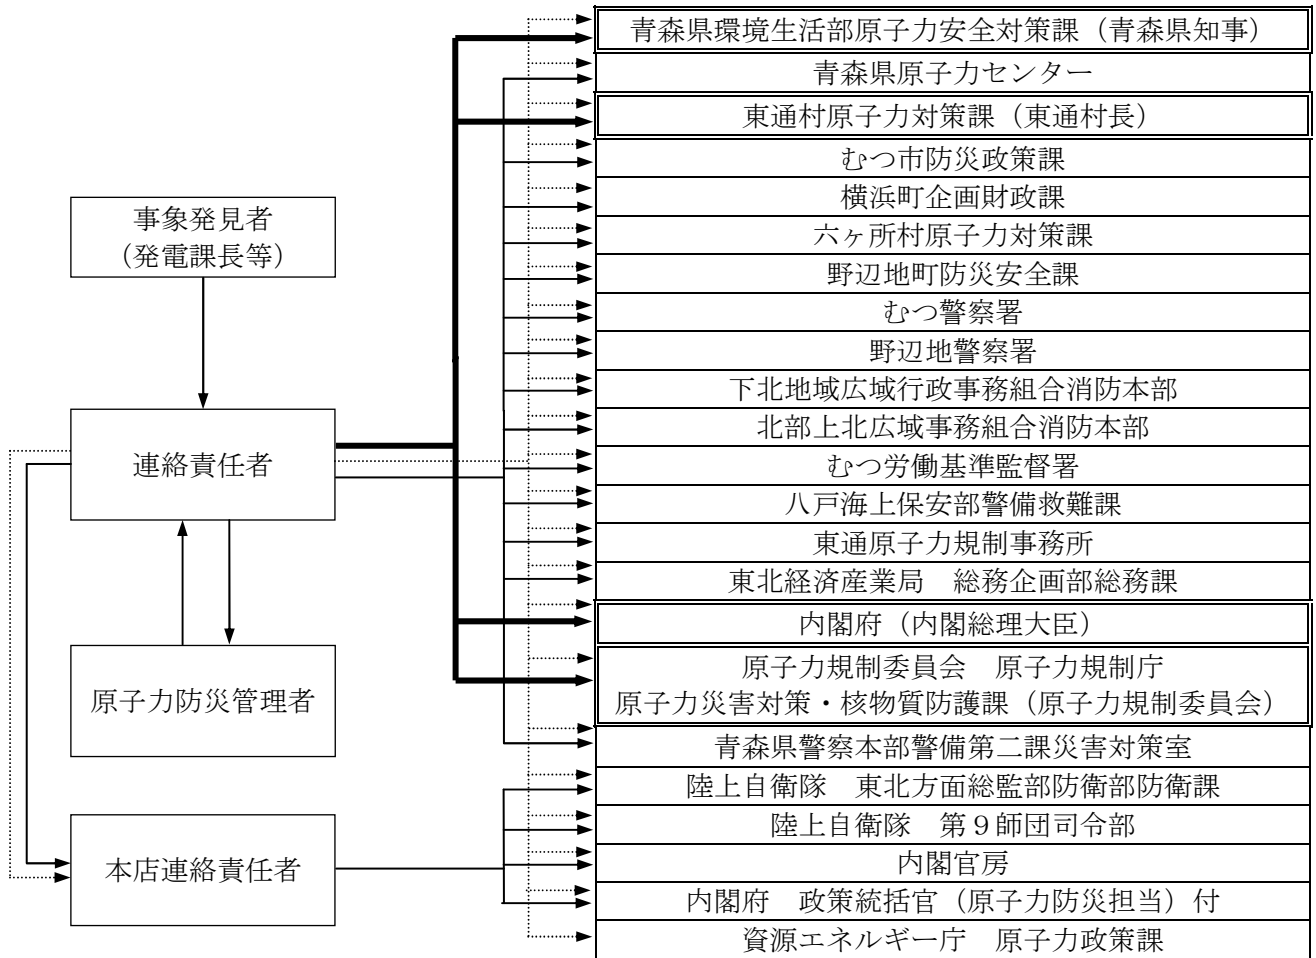 事象発見者
(発電課長等)
連絡責任者
原子力防災管理者
本店連絡責任者
青森県環境生活部原子力安全対策課(青森県知事)
青森県原子力センター
東通村原子力対策課(東通村長)
むつ市防災政策課
横浜町企画財政課
六ヶ所村原子力対策課
野辺地町防災安全課
むつ警察署
野辺地警察署
下北地域広域行政事務組合消防本部
北部上北広域事務組合消防本部
むつ労働基準監督署
八戸海上保安部警備救難課
東通原子力規制事務所
東北経済産業局 総務企画部総務課
内閣府(内閣総理大臣)
原子力規制委員会 原子力規制庁
原子力災害対策・核物質防護課(原子力規制委員会)
青森県警察本部警備第二課災害対策室
陸上自衛隊 東北方面総監部防衛部防衛課
陸上自衛隊 第9師団司令部
内閣官房
内閣府 政策統括官(原子力防災担当)付
資源エネルギー庁 原子力政策課